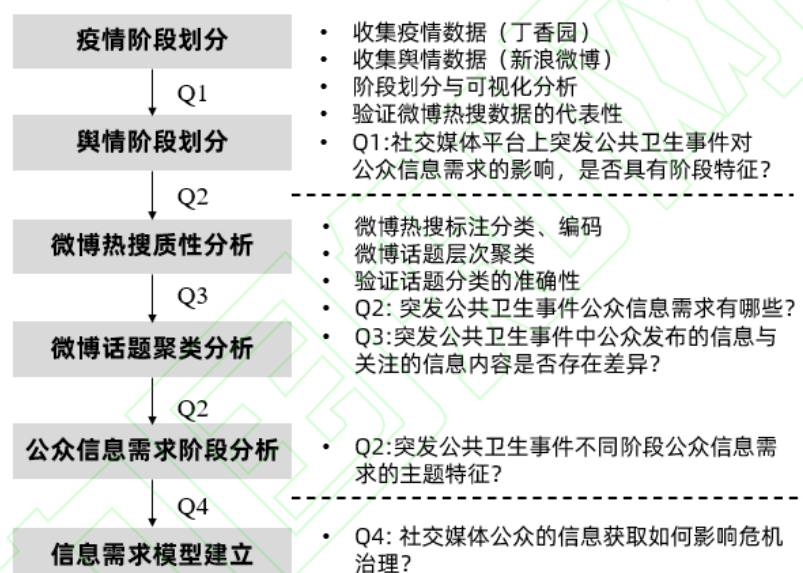 疫情阶段划分
Q1
舆情阶段划分
Q2
微博热搜质性分析
Q3
微博话题聚类分析
Q2
公众信息需求阶段分析
Q4
信息需求模型建立
• 收集疫情数据（丁香园）
• 收集舆情数据（新浪微博）
• 阶段划分与可视化分析
• 验证微博热搜数据的代表性
• Q1:社交媒体平台上突发公共卫生事件对
公众信息需求的影响，是否具有阶段特征？
• 微博热搜标注分类、编码
• 微博话题层次聚类
• 验证话题分类的准确性
• Q2: 突发公共卫生事件公众信息需求有哪些？
• Q3:突发公共卫生事件中公众发布的信息与
关注的信息内容是否存在差异？
• Q2:突发公共卫生事件不同阶段公众信息需
求的主题特征？
• Q4: 社交媒体公众的信息获取如何影响危机
治理？